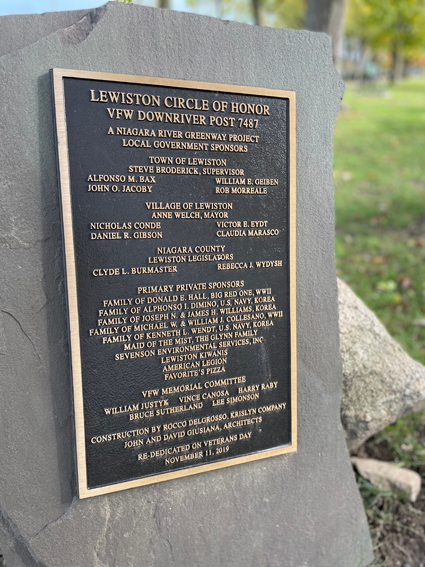 LEWISTON CIRCLE OF HONOR
VFW DOWNRIVER POST 7487
A NIAGARA RIVER GREENWAY PROJECT
LOCAL GOVERNMENT SPONSORS
TOWN OF LEWISTON
STEVE BRODERICK, SUPERVISOR
ALFONSO M. BAX WILLIAM E. GEIBEN
JOHN O. JACOBY ROB MORREALE
VILLAGE OF LEWISTON
ANNE WELCH, MAYOR
NICHOLAS CONDE VICTOR E. EYDT
DANIEL R. GIBSON CLAUDIA MARASCO
NIAGARA COUNTY
LEWISTON LEGISLATORS
CLYDE L. BURMASTER REBECCA J. WYDYSH
PRIMARY PRIVATE SPONSORS
FAMILY OF DONALD E. HALL, BIG RED ONE, WWII
FAMILY OF ALPHONSO I. DIMINO, U.S. NAVY, KOREA
FAMILY OF JOSEPH N. & JAMES H. WILLIAMS, KOREA
FAMILY OF MICHAEL W. & WILLIAM J. COLLESANO, WWII
FAMILY OF KENNETH L. WENDT, U.S. NAVY, KOREA
MAID OF THE MIST, THE GLYNN FAMILY
SEVENSON ENVIRONMENTAL SERVICES, INC
LEWISTON KIWANIS
AMERICAN LEGION
FAVORITE'S PIZZA
VFW MEMORIAL COMMITTEE
WILLIAM JUSTYK VINCE CANOSA HARRY RABY
BRUCE SUTHERLAND LEE SIMONSON
CONSTRUCTION BY ROCCO DELGROSSO, KRISLYN COMPANY
JOHN AND DAVID GIUSIANA, ARCHITECTS
RE-DEDICATED ON VETERANS DAY
NOVEMBER 11, 2019